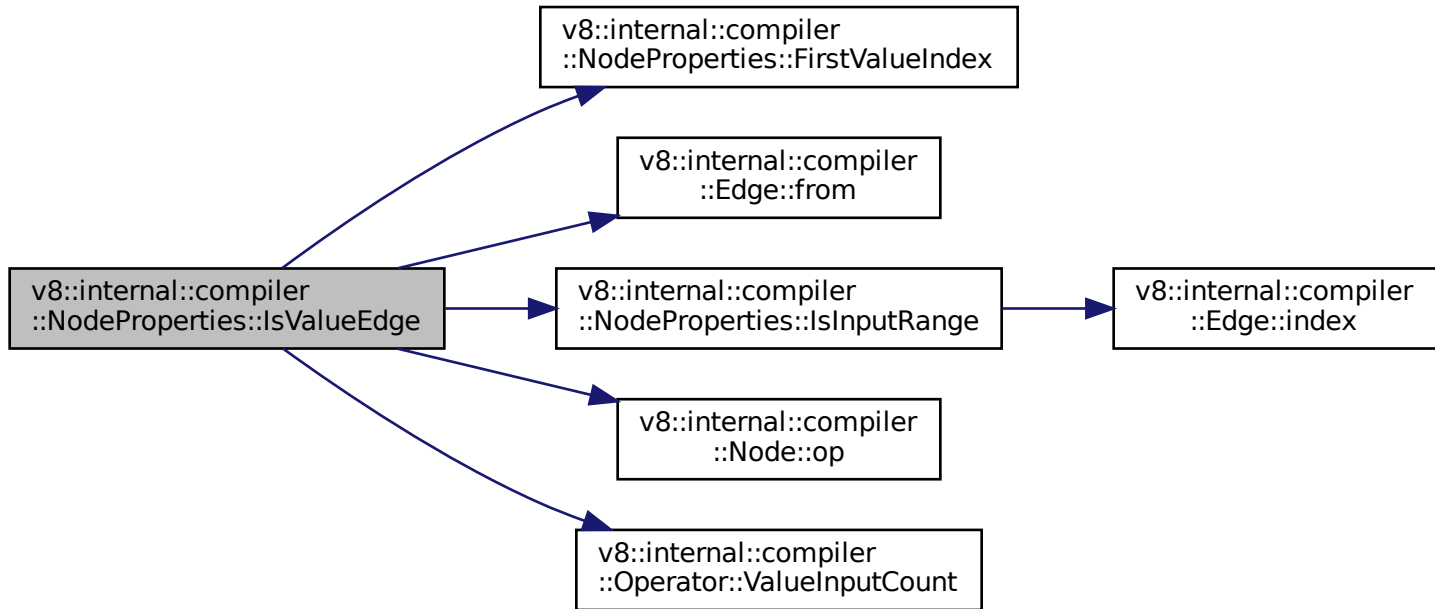 v8::internal::compiler
::NodeProperties::FirstValueIndex
v8::internal::compiler
::Edge::from
v8::internal::compiler
::NodeProperties::IsValueEdge
v8::internal::compiler
::NodeProperties::IsInputRange
v8::internal::compiler
::Edge::index
v8::internal::compiler
::Node::op
v8::internal::compiler
::Operator::ValueInputCount